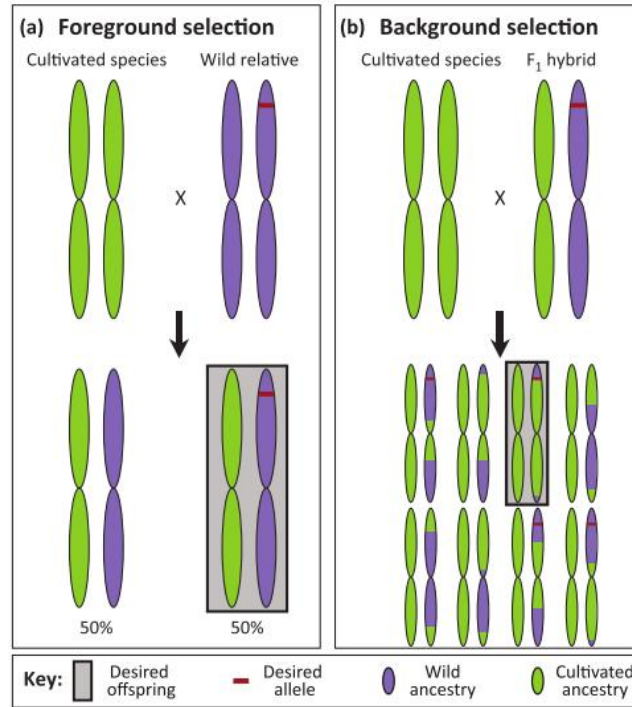 (a) Foreground selection
Cultivated species Wild relative
X
50% 50%
(b) Background selection
Cultivated species F₁ hybrid
X
Key: Desired offspring Desired allele Wild ancestry Cultivated ancestry